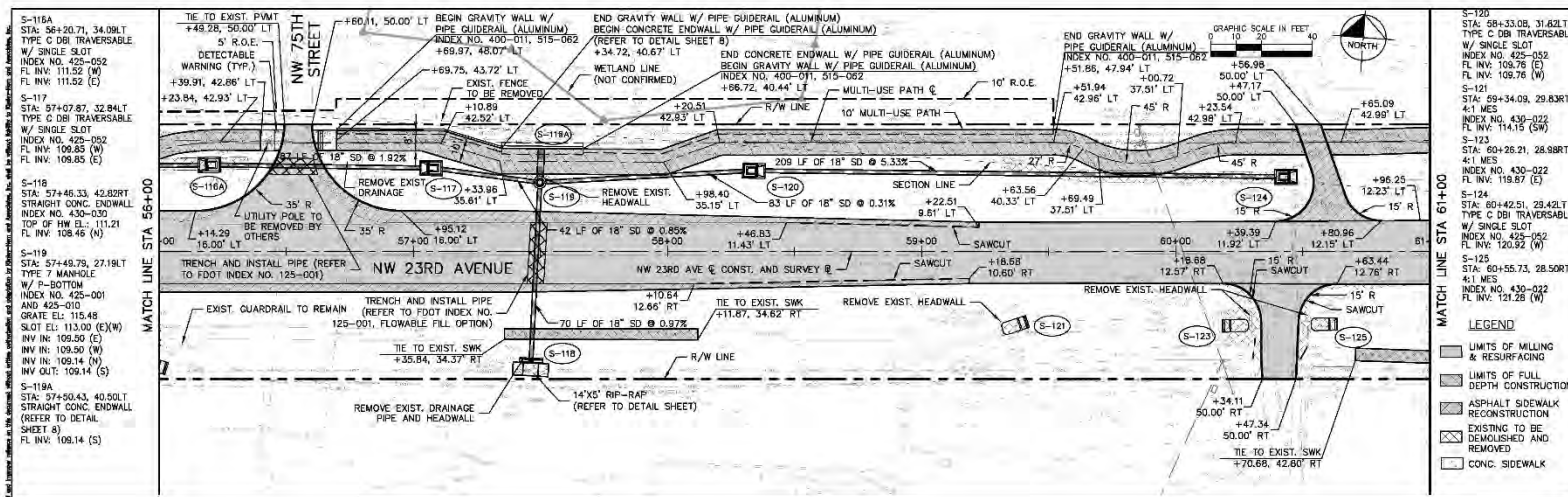 S-116A
STA: 56+20.71, 34.09LT
TYPE C DBI TRAVERSABLE
W/ SINGLE SLOT
INDEX NO. 425-052
FL INV: 111.52 (W)
FL INV: 111.52 (E)
S-117
STA: 57+07.87, 32.84LT
TYPE C DBI TRAVERSABLE
W/ SINGLE SLOT
INDEX NO. 425-052
FL INV: 109.85 (W)
FL INV: 109.85 (E)
S-118
STA: 57+46.33, 42.82RT
STRAIGHT CONC. ENDWALL
INDEX NO. 430-030
TOP OF HW EL.: 111.21
FL INV: 108.46 (N)
S-119
STA: 57+49.79, 27.19LT
TYPE 7 MANHOLE
W/ P-BOTTOM
INDEX NO. 425-001
AND 425-010
GRATE EL: 115.48
SLOT EL: 113.00 (E)(W)
INV IN: 109.50 (E)
INV IN: 109.50 (W)
INV IN: 109.14 (N)
INV OUT: 109.14 (S)
S-119A
STA: 57+50.43, 40.50LT
STRAIGHT CONC. ENDWALL
(REFER TO DETAIL
SHEET 8)
FL INV: 109.14 (S)
MATCH LINE STA 56+00
TIE TO EXIST. PVMT
+49.28, 50.00' LT
5' R.O.E.
DETECTABLE
WARNING (TYP.)
+39.91, 42.86' LT
+23.84, 42.93' LT
NW 75TH
STREET
+60.11, 50.00' LT
BEGIN GRAVITY WALL W/
PIPE GUIDERAIL (ALUMINUM)
INDEX NO. 400-011, 515-062
+69.97, 48.07' LT
+69.75, 43.72' LT
EXIST. FENCE
TO BE REMOVED
+10.89
42.52' LT
END GRAVITY WALL W/ PIPE GUIDERAIL (ALUMINUM)
BEGIN CONCRETE ENDWALL W/ PIPE GUIDERAIL (ALUMINUM)
(REFER TO DETAIL SHEET 8)
+34.72, 40.67' LT
WETLAND LINE
(NOT CONFIRMED)
END CONCRETE ENDWALL W/ PIPE GUIDERAIL (ALUMINUM)
BEGIN GRAVITY WALL W/ PIPE GUIDERAIL (ALUMINUM)
INDEX NO. 400-011, 515-062
+66.72, 40.44' LT
+20.51
42.93' LT
R/W LINE
MULTI-USE PATH ℄
10' MULTI-USE PATH
10' R.O.E.
END GRAVITY WALL W/
PIPE GUIDERAIL (ALUMINUM)
INDEX NO. 400-011, 515-062
+51.86, 47.94' LT
+51.94
42.96' LT
+00.72
37.51' LT
45' R
+23.54
42.98' LT
GRAPHIC SCALE IN FEET
0 10 20 40
NORTH
+56.98
50.00' LT
+47.17
50.00' LT
+65.09
42.99' LT
S-119A
LF OF 18" SD @ 1.92%
209 LF OF 18" SD @ 5.33%
27' R
45' R
S-116A
REMOVE EXIST.
DRAINAGE
S-117
+33.96
35.61' LT
S-119
REMOVE EXIST.
HEADWALL
+98.40
35.15' LT
S-120
83 LF OF 18" SD @ 0.31%
SECTION LINE
+63.56
40.33' LT
+69.49
37.51' LT
S-124
+96.25
12.23' LT
35' R
UTILITY POLE TO
BE REMOVED BY
OTHERS
35' R
+22.51
9.61' LT
15' R
15' R
+14.29
16.00' LT
57+00
+95.12
16.00' LT
42 LF OF 18" SD @ 0.85%
58+00
+46.83
11.43' LT
59+00
SAWCUT
60+00
+39.39
11.92' LT
+80.96
12.15' LT
TRENCH AND INSTALL PIPE (REFER
TO FDOT INDEX NO. 125-001)
NW 23RD AVENUE
NW 23RD AVE ℄ CONST. AND SURVEY
SAWCUT
+18.58
10.60' RT
+18.68
12.57' RT
15' R
SAWCUT
+63.44
12.76' RT
EXIST. GUARDRAIL TO REMAIN
TRENCH AND INSTALL PIPE
(REFER TO FDOT INDEX NO.
125-001, FLOWABLE FILL OPTION)
+10.64
12.66' RT
TIE TO EXIST. SWK
+11.87, 34.62' RT
REMOVE EXIST. HEADWALL
REMOVE EXIST. HEADWALL
15' R
SAWCUT
70 LF OF 18" SD @ 0.97%
S-121
S-123
S-125
TIE TO EXIST. SWK
+35.84, 34.37' RT
S-118
R/W LINE
REMOVE EXIST. DRAINAGE
PIPE AND HEADWALL
14'X5' RIP-RAP
(REFER TO DETAIL SHEET)
+34.11
50.00' RT
+47.34
50.00' RT
TIE TO EXIST. SWK
+70.68, 42.80' RT
MATCH LINE STA 61+00
S-120
STA: 58+33.08, 31.62LT
TYPE C DBI TRAVERSABLE
W/ SINGLE SLOT
INDEX NO. 425-052
FL INV: 109.76 (E)
FL INV: 109.76 (W)
S-121
STA: 59+34.09, 29.83RT
4:1 MES
INDEX NO. 430-022
FL INV: 114.15 (SW)
S-123
STA: 60+26.21, 28.98RT
4:1 MES
INDEX NO. 430-022
FL INV: 119.87 (E)
S-124
STA: 60+42.51, 29.42LT
TYPE C DBI TRAVERSABLE
W/ SINGLE SLOT
INDEX NO. 425-052
FL INV: 120.92 (W)
S-125
STA: 60+55.73, 28.50RT
4:1 MES
INDEX NO. 430-022
FL INV: 121.28 (W)
LEGEND
LIMITS OF MILLING
& RESURFACING
LIMITS OF FULL
DEPTH CONSTRUCTION
ASPHALT SIDEWALK
RECONSTRUCTION
EXISTING TO BE
DEMOLISHED AND
REMOVED
CONC. SIDEWALK